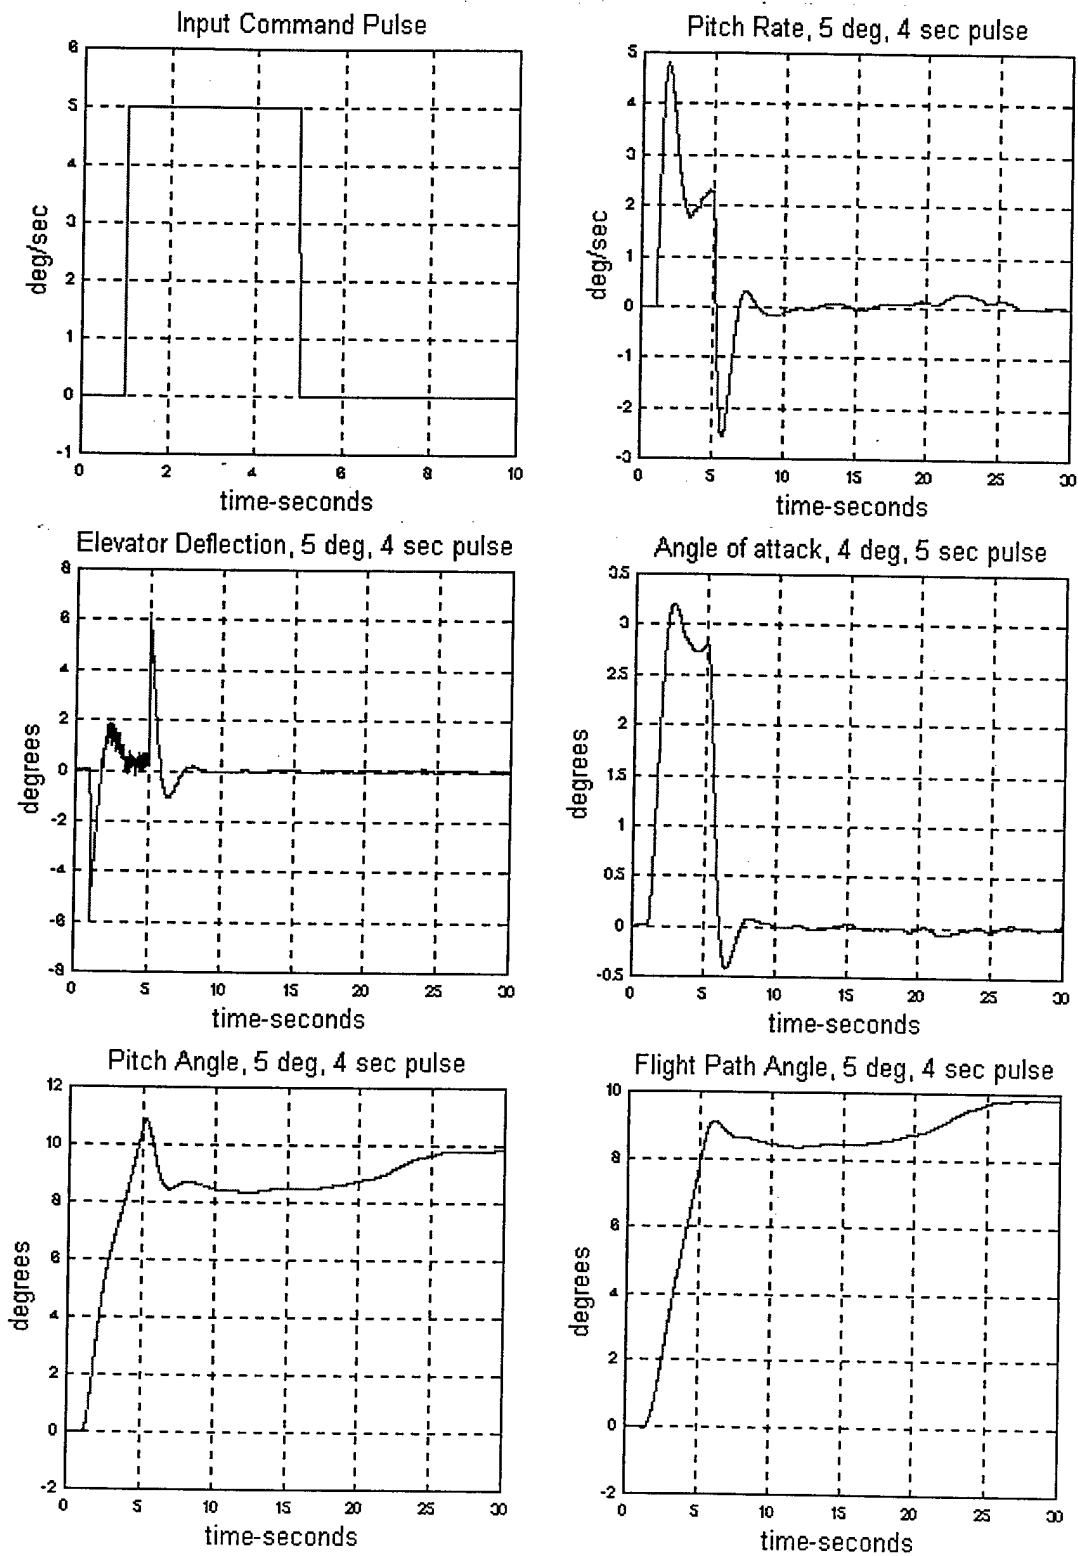 Input Command Pulse
6
5
4
3
2
1
0
-1
deg/sec
0 2 4 6 8 10
time-seconds
Pitch Rate, 5 deg, 4 sec pulse
5
4
3
2
1
0
-1
-2
-3
deg/sec
0 5 10 15 20 25 30
time-seconds
Elevator Deflection, 5 deg, 4 sec pulse
8
6
4
2
0
-2
-4
-6
-8
degrees
0 5 10 15 20 25 30
time-seconds
Angle of attack, 4 deg, 5 sec pulse
3.5
3
2.5
2
1.5
1
0.5
0
-0.5
degrees
0 5 10 15 20 25 30
time-seconds
Pitch Angle, 5 deg, 4 sec pulse
12
10
8
6
4
2
0
-2
degrees
0 5 10 15 20 25 30
time-seconds
Flight Path Angle, 5 deg, 4 sec pulse
10
8
6
4
2
0
-2
degrees
0 5 10 15 20 25 30
time-seconds